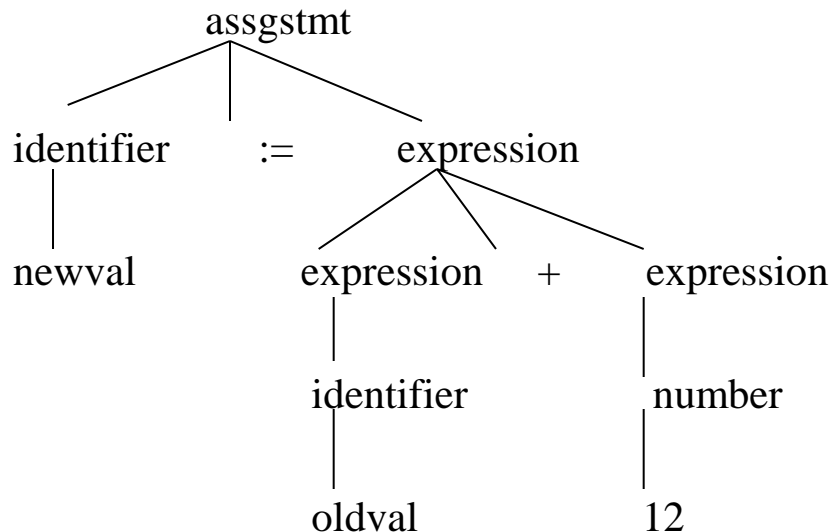 assgstmt
identifier := expression
newval expression + expression
identifier number
oldval 12